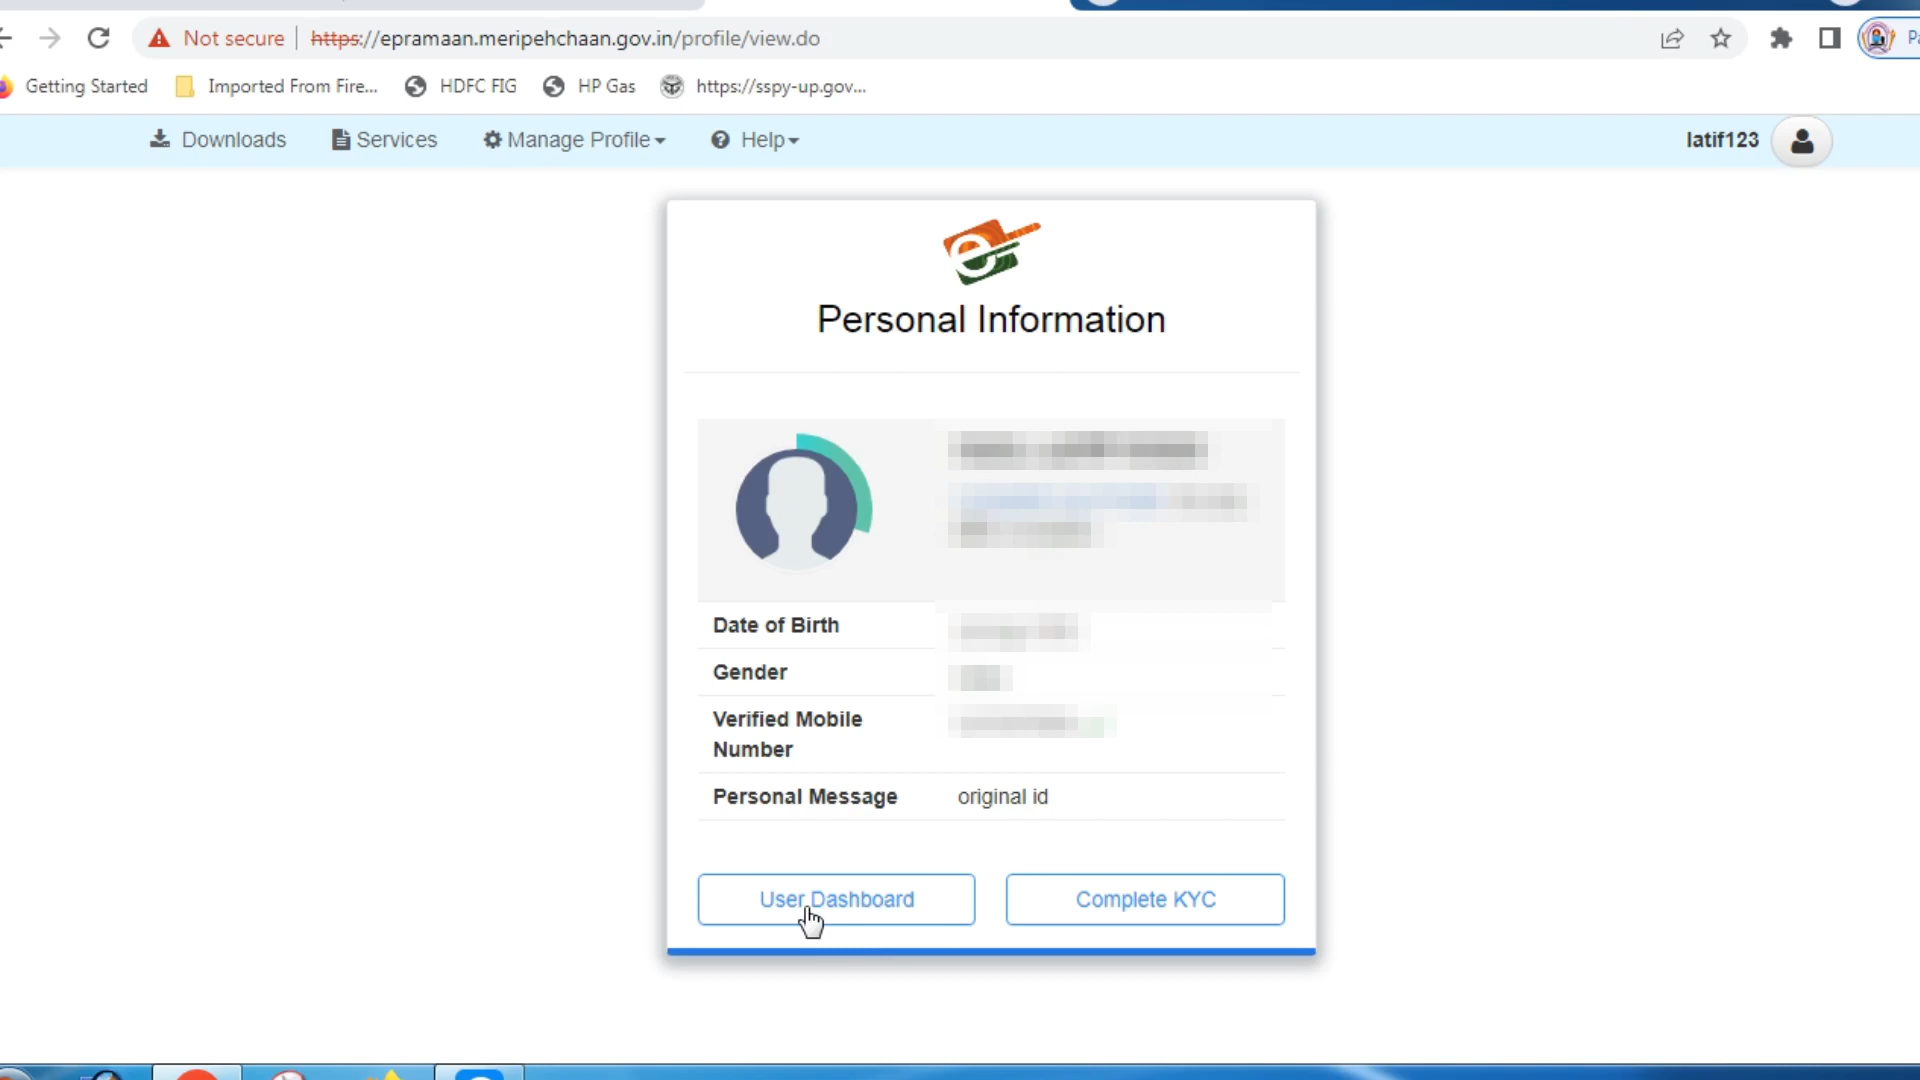 Not secure | https://epramaan.meripehchaan.gov.in/profile/view.do
Getting Started Imported From Fire... HDFC FIG HP Gas https://sspy-up.gov...
Downloads Services Manage Profile Help latif123
Personal Information
Date of Birth
Gender
Verified Mobile
Number
Personal Message original id
User Dashboard Complete KYC